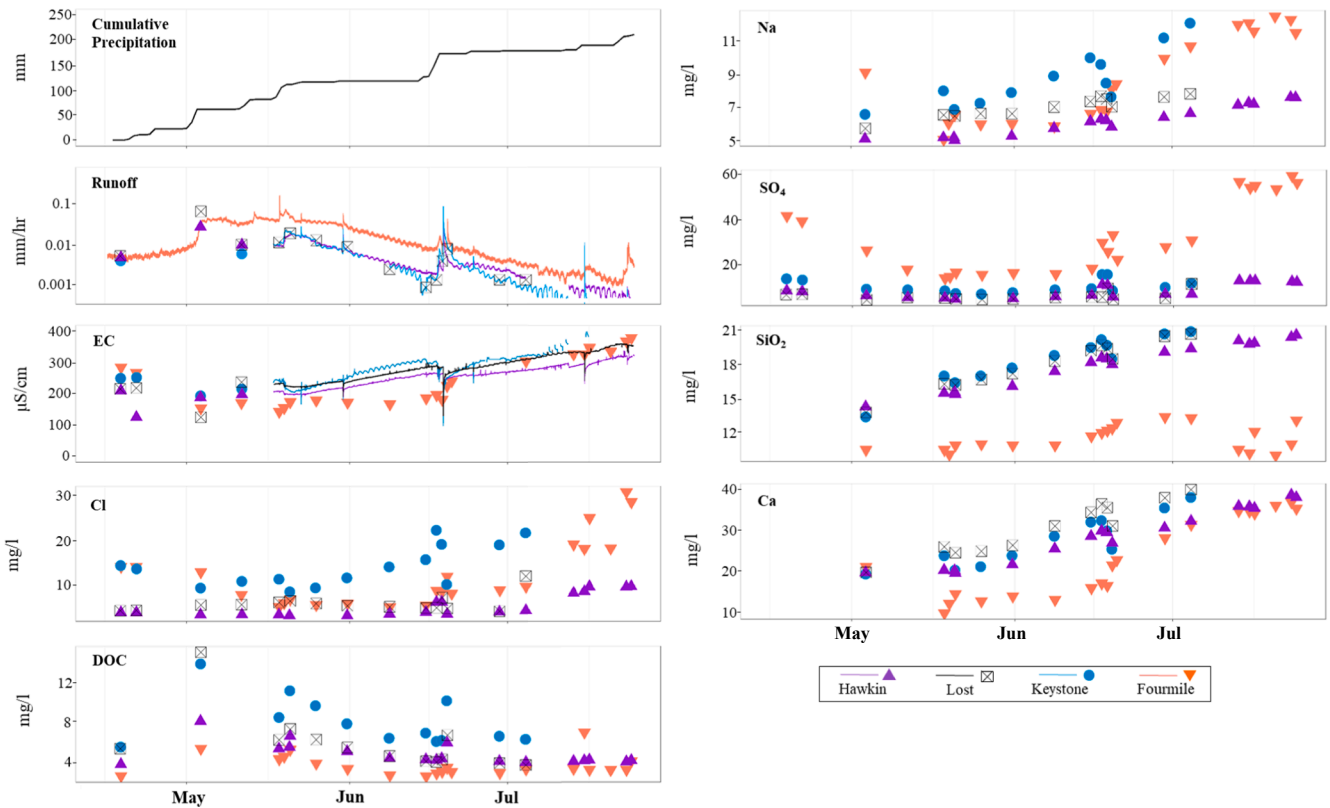 Cumulative
Precipitation
250
200
150
100
50
0
mm
Runoff
0.1
0.01
0.001
mm/hr
EC
400
300
200
100
0
µS/cm
Cl
30
20
10
mg/l
DOC
12
8
4
mg/l
May
Jun
Jul
Na
11
9
7
5
mg/l
SO4
60
40
20
mg/l
SiO2
21
18
15
12
mg/l
Ca
40
30
20
10
mg/l
May
Jun
Jul
Hawkin
Lost
Keystone
Fourmile